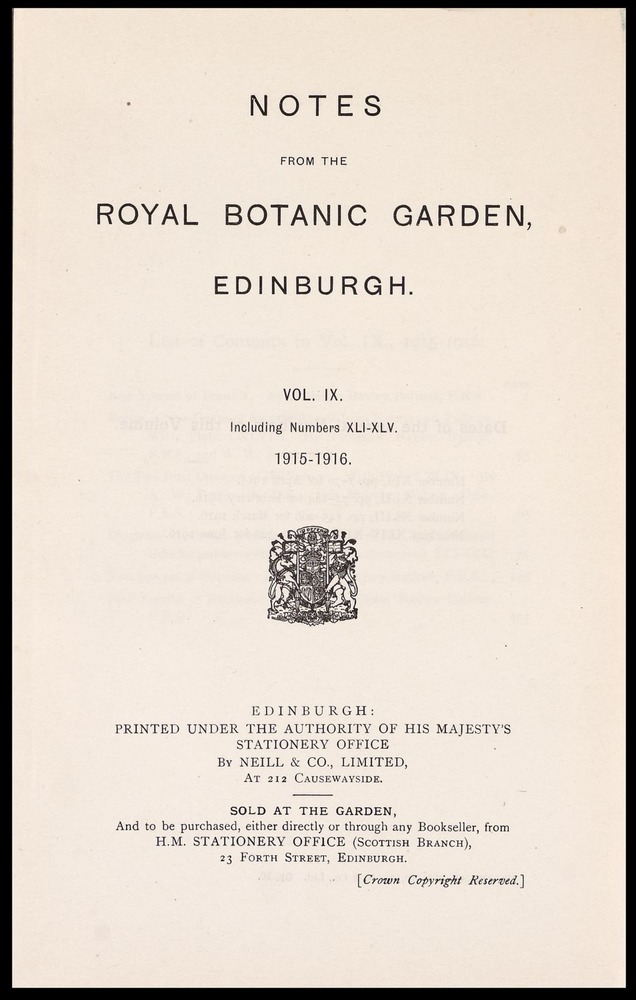 NOTES
FROM THE
ROYAL BOTANIC GARDEN,
EDINBURGH.
VOL. IX.
Including Numbers XLI-XLV.
1915-1916.
EDINBURGH:
PRINTED UNDER THE AUTHORITY OF HIS MAJESTY'S
STATIONERY OFFICE
BY NEILL & CO., LIMITED,
AT 212 CAUSEWAYSIDE.
SOLD AT THE GARDEN,
And to be purchased, either directly or through any Bookseller, from
H.M. STATIONERY OFFICE (SCOTTISH BRANCH),
23 FORTH STREET, EDINBURGH.
[Crown Copyright Reserved.]